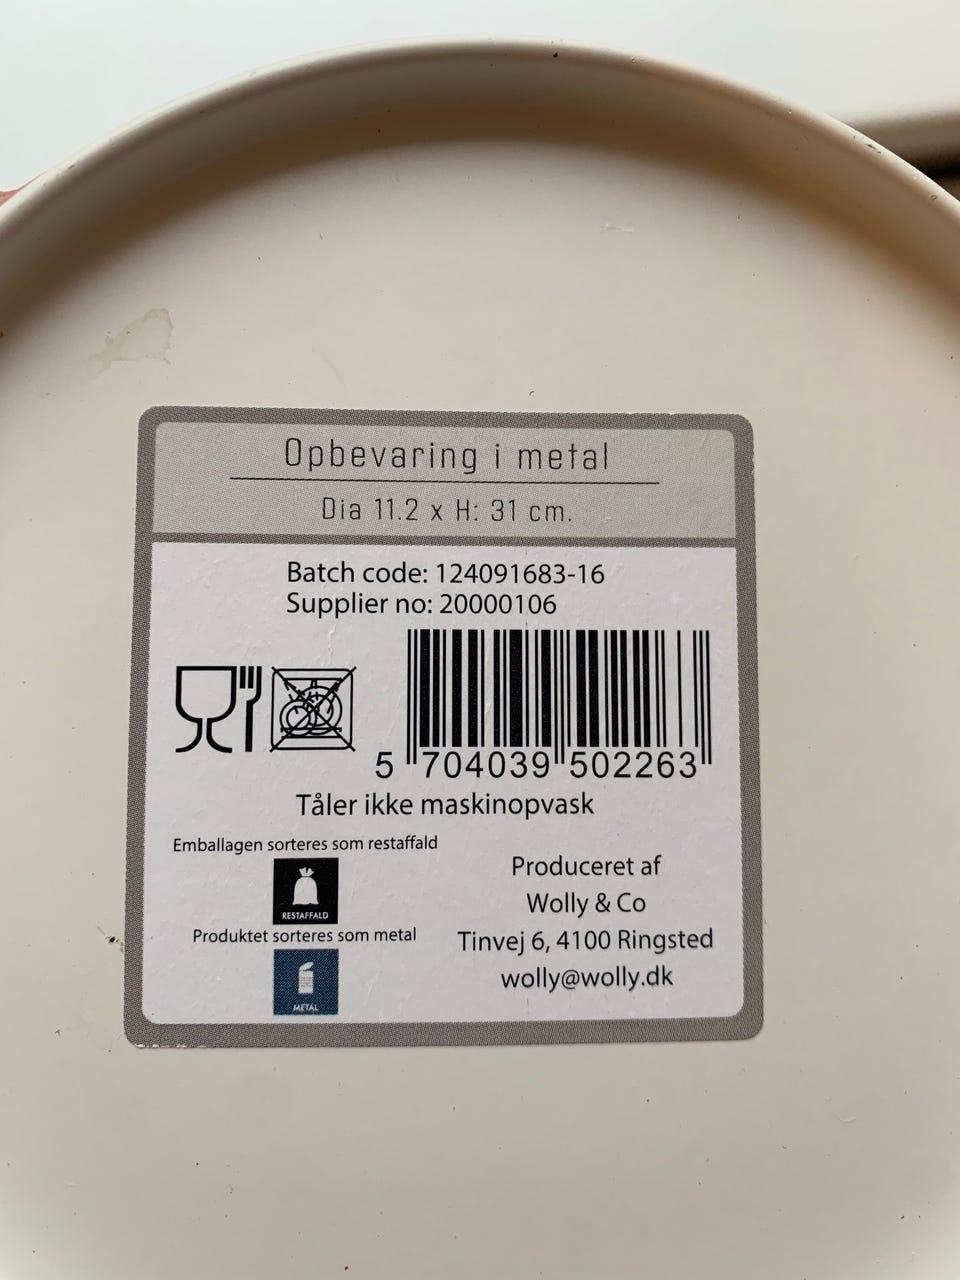 Opbevaring i metal
Dia 11.2 x H: 31 cm.
Batch code: 124091683-16
Supplier no: 20000106
5 704039 502263
Tåler ikke maskinopvask
Emballagen sorteres som restaffald
RESTAFFALD
Produktet sorteres som metal
METAL
Produceret af
Wolly & Co
Tinvej 6, 4100 Ringsted
wolly@wolly.dk